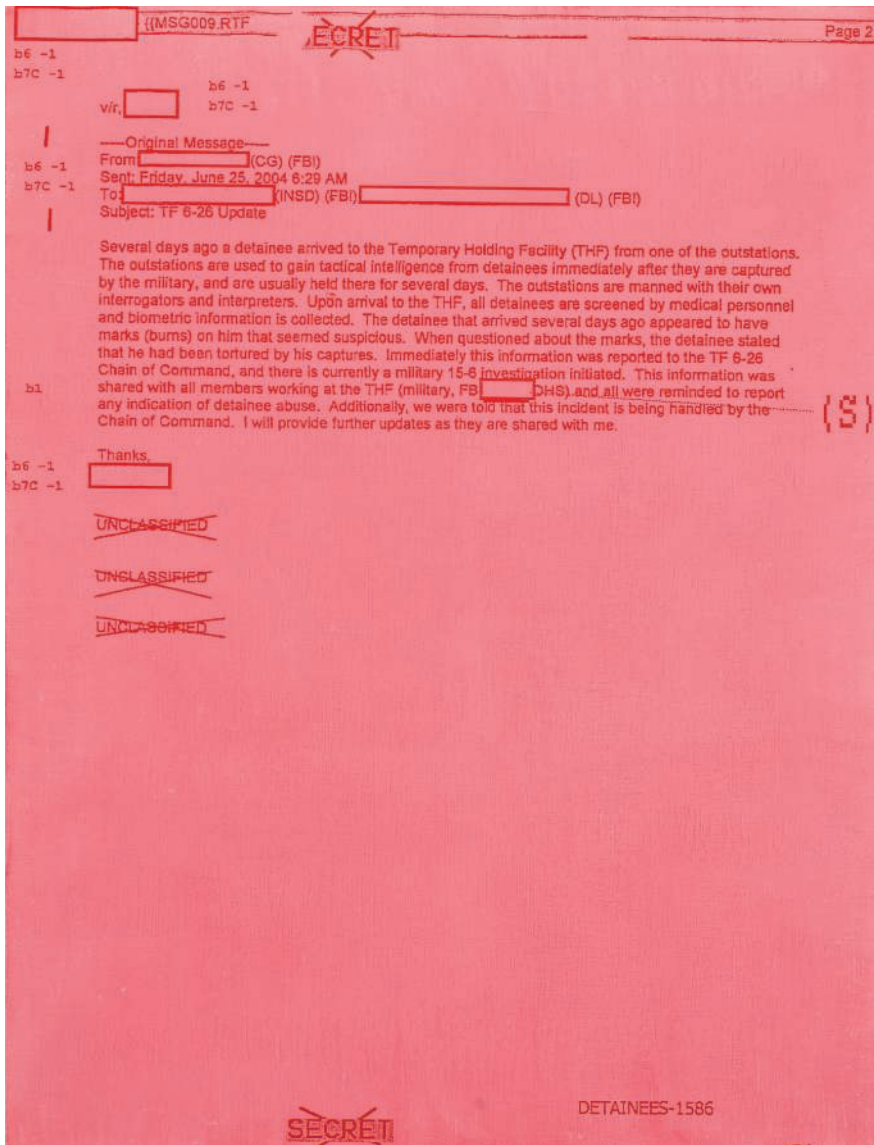 {{MSG009.RTF
SECRET
Page 2
b6 -1
b7C -1
b6 -1
b7C -1
v/r,
-----Original Message-----
From (CG) (FBI)
b6 -1
b7C -1
Sent: Friday, June 25, 2004 6:29 AM
To: (INSD) (FBI) (DL) (FBI)
Subject: TF 6-26 Update
Several days ago a detainee arrived to the Temporary Holding Facility (THF) from one of the outstations.
The outstations are used to gain tactical intelligence from detainees immediately after they are captured
by the military, and are usually held there for several days. The outstations are manned with their own
interrogators and interpreters. Upon arrival to the THF, all detainees are screened by medical personnel
and biometric information is collected. The detainee that arrived several days ago appeared to have
marks (burns) on him that seemed suspicious. When questioned about the marks, the detainee stated
that he had been tortured by his captures. Immediately this information was reported to the TF 6-26
Chain of Command, and there is currently a military 15-6 investigation initiated. This information was
b1
shared with all members working at the THF (military, FB DHS) and all were reminded to report
any indication of detainee abuse. Additionally, we were told that this incident is being handled by the
(S)
Chain of Command. I will provide further updates as they are shared with me.
Thanks,
b6 -1
b7C -1
UNCLASSIFIED
UNCLASSIFIED
UNCLASSIFIED
DETAINEES-1586
SECRET